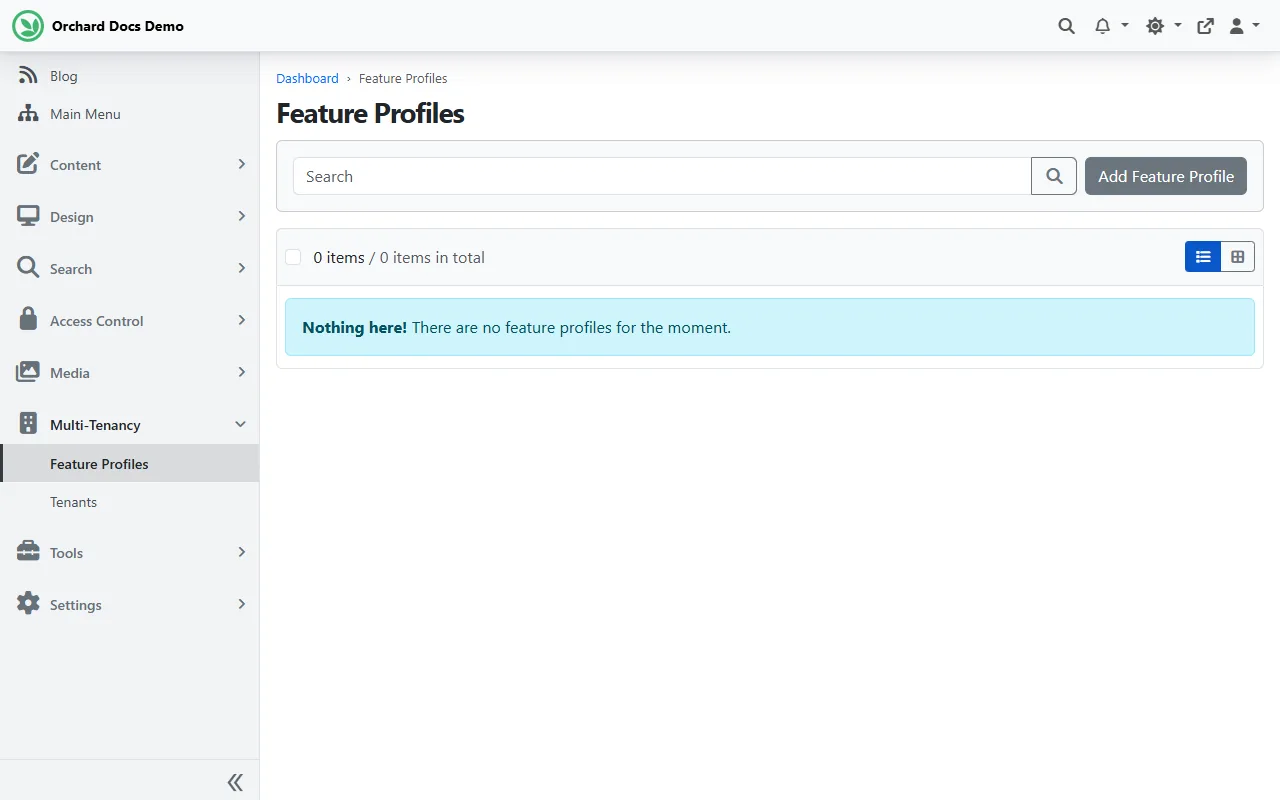 Orchard Docs Demo
Blog
Main Menu
Content
Design
Search
Access Control
Media
Multi-Tenancy
Feature Profiles
Tenants
Tools
Settings
Dashboard › Feature Profiles
Feature Profiles
Search
Add Feature Profile
0 items / 0 items in total
Nothing here! There are no feature profiles for the moment.